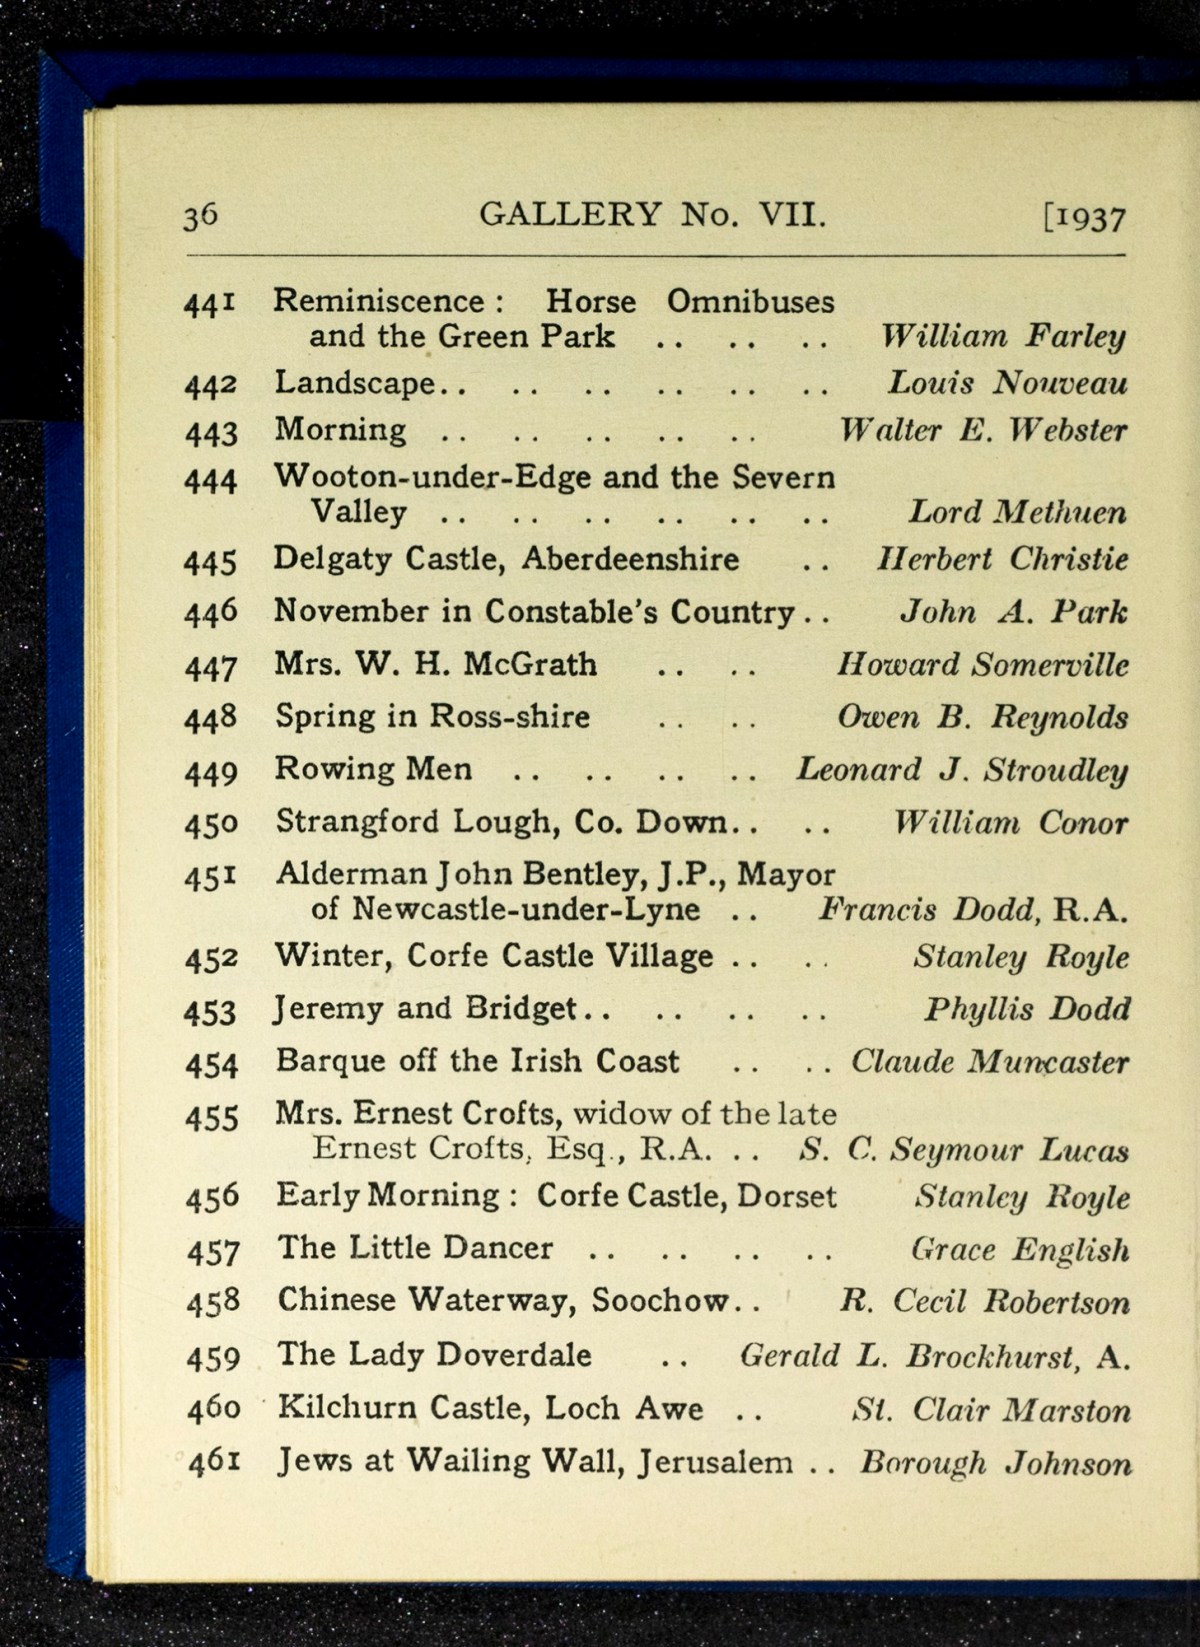 36 GALLERY No. VII. [1937
441 Reminiscence : Horse Omnibuses
and the Green Park .. .. .. William Farley
442 Landscape.. .. .. .. .. .. Louis Nouveau
443 Morning .. .. .. .. .. Walter E. Webster
444 Wooton-under-Edge and the Severn
Valley .. .. .. .. .. .. Lord Methuen
445 Delgaty Castle, Aberdeenshire .. Herbert Christie
446 November in Constable's Country .. John A. Park
447 Mrs. W. H. McGrath .. .. Howard Somerville
448 Spring in Ross-shire .. .. Owen B. Reynolds
449 Rowing Men .. .. .. .. Leonard J. Stroudley
450 Strangford Lough, Co. Down.. .. William Conor
451 Alderman John Bentley, J.P., Mayor
of Newcastle-under-Lyne .. Francis Dodd, R.A.
452 Winter, Corfe Castle Village .. .. Stanley Royle
453 Jeremy and Bridget.. .. .. .. Phyllis Dodd
454 Barque off the Irish Coast .. .. Claude Muncaster
455 Mrs. Ernest Crofts, widow of the late
Ernest Crofts, Esq., R.A. .. S. C. Seymour Lucas
456 Early Morning : Corfe Castle, Dorset Stanley Royle
457 The Little Dancer .. .. .. .. Grace English
458 Chinese Waterway, Soochow.. R. Cecil Robertson
459 The Lady Doverdale .. Gerald L. Brockhurst, A.
460 Kilchurn Castle, Loch Awe .. St. Clair Marston
461 Jews at Wailing Wall, Jerusalem .. Borough Johnson